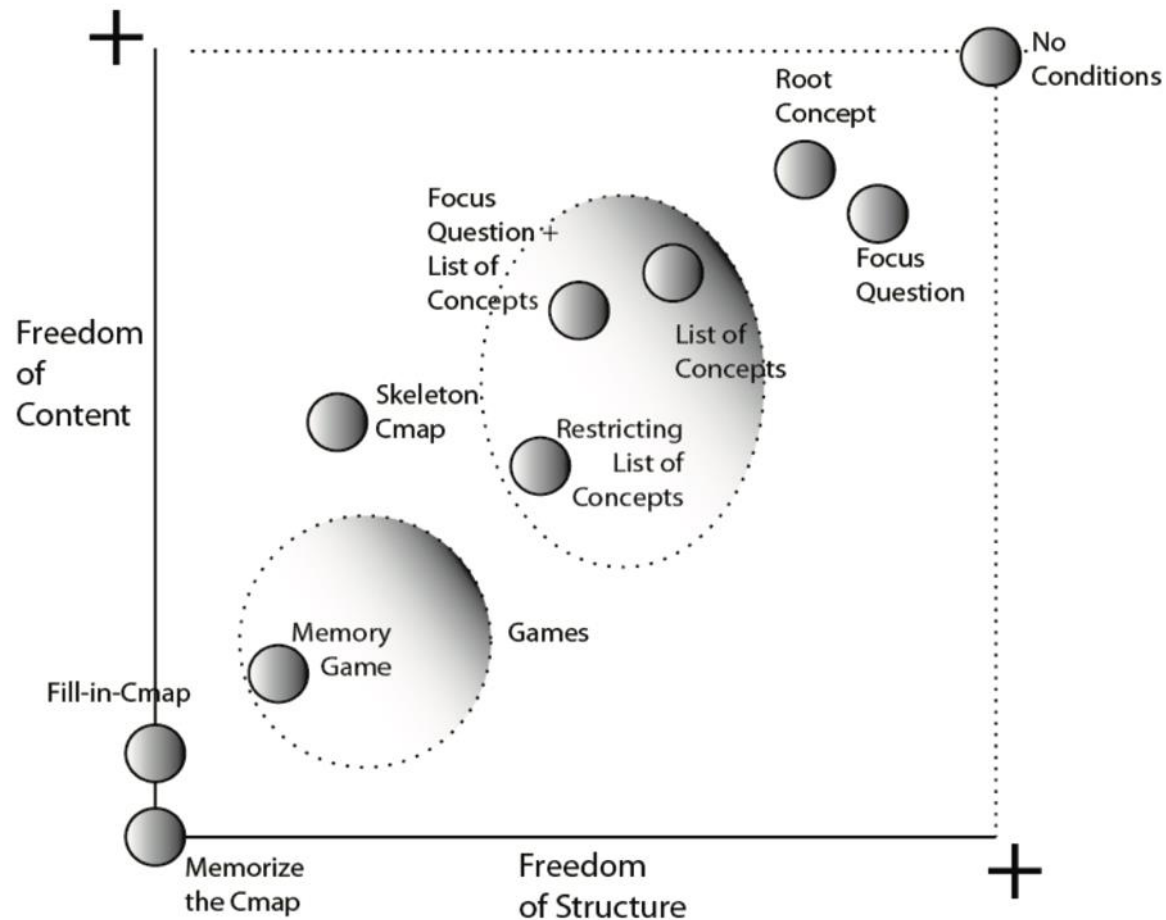 +
No
Conditions
Root
Concept
Focus
Question +
List of
Concepts
Focus
Question
List of
Concepts
Freedom
of
Content
Skeleton
Cmap
Restricting
List of
Concepts
Memory
Game
Games
Fill-in-Cmap
Memorize
the Cmap
Freedom
of Structure
+